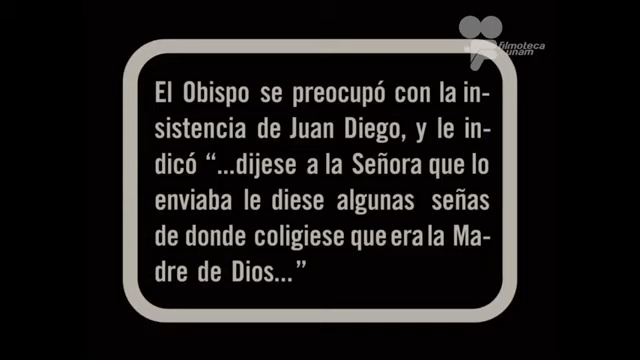 filmoteca
unam
El Obispo se preocupó con la in-
sistencia de Juan Diego, y le in-
dicó “...dijese a la Señora que lo
enviaba le diese algunas señas
de donde coligiese que era la Ma-
dre de Dios...”